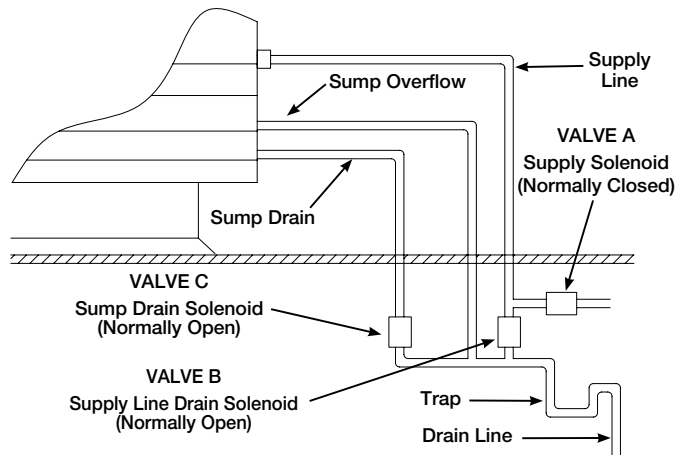 Supply
Line
Sump Overflow
VALVE A
Supply Solenoid
(Normally Closed)
Sump Drain
VALVE C
Sump Drain Solenoid
(Normally Open)
VALVE B
Supply Line Drain Solenoid
(Normally Open)
Trap
Drain Line